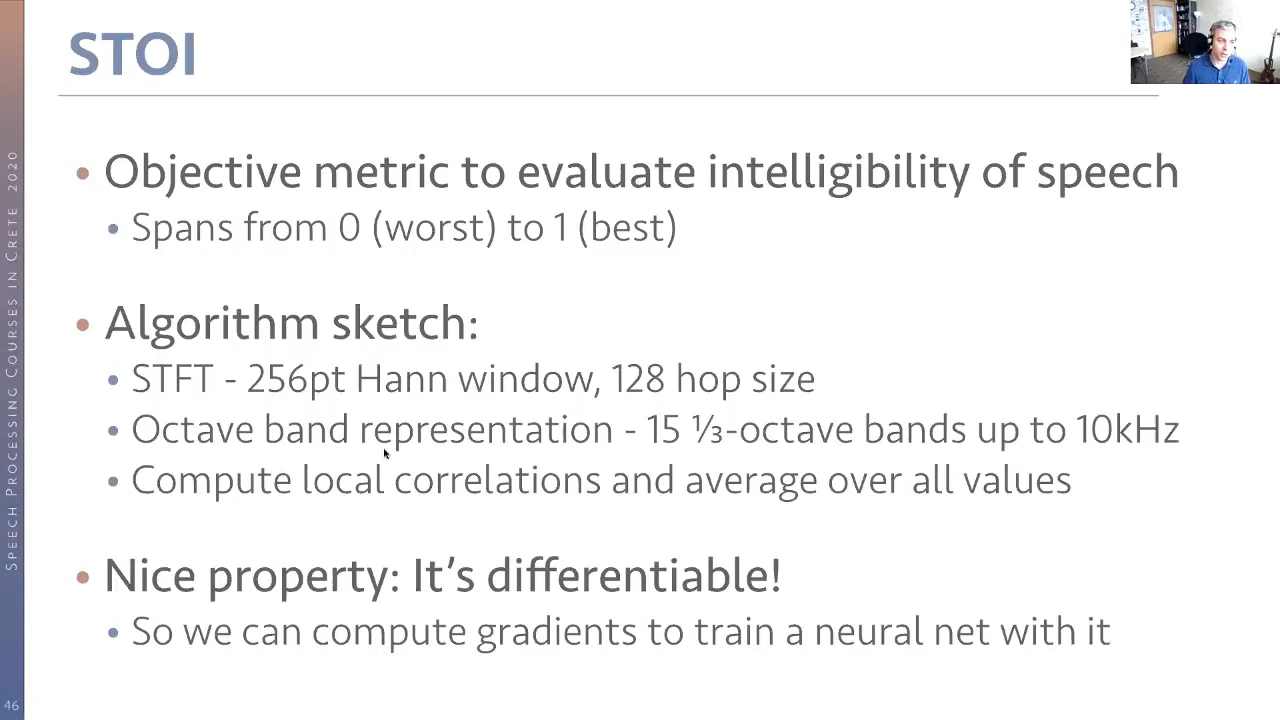 STOI
• Objective metric to evaluate intelligibility of speech
• Spans from 0 (worst) to 1 (best)
• Algorithm sketch:
• STFT - 256pt Hann window, 128 hop size
• Octave band representation - 15 ⅓-octave bands up to 10kHz
• Compute local correlations and average over all values
• Nice property: It’s differentiable!
• So we can compute gradients to train a neural net with it
SPEECH PROCESSING COURSES IN CRETE 2020
46